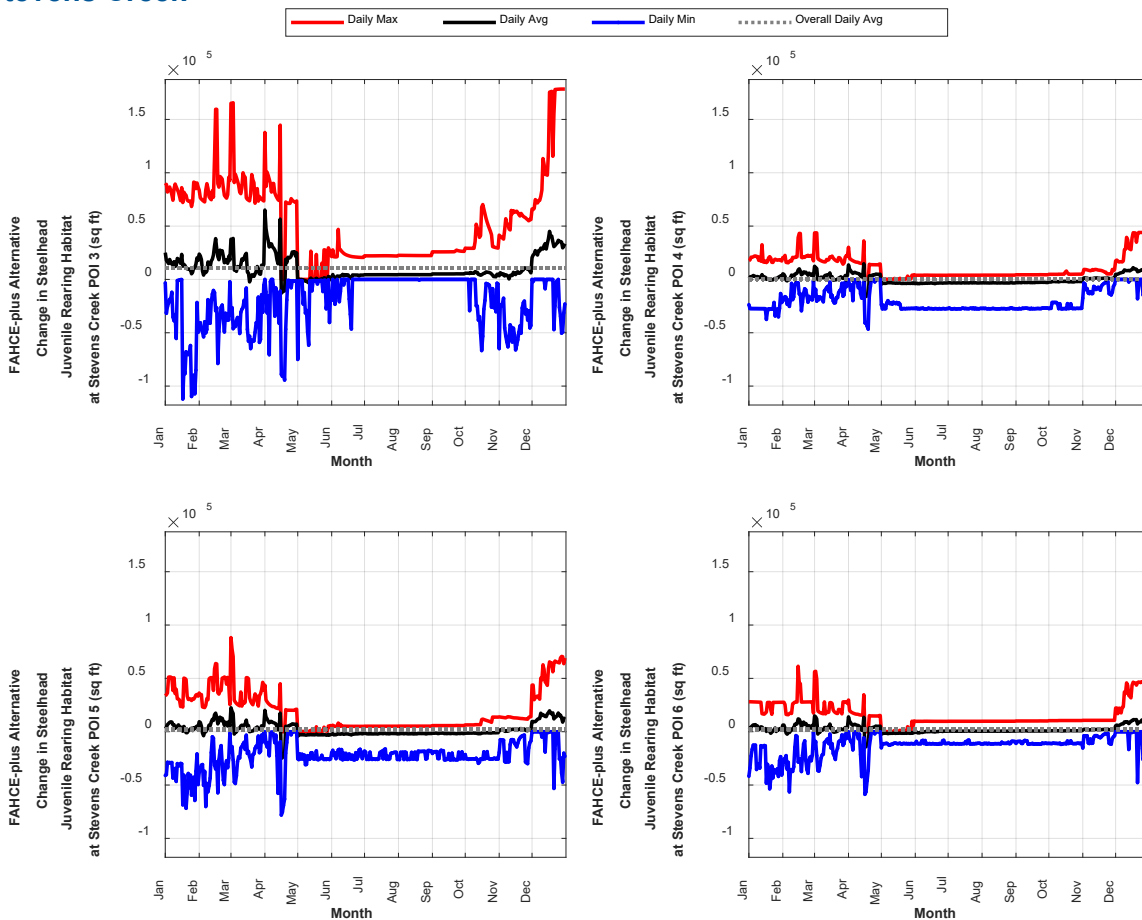 Creek
Daily Max Daily Avg Daily Min Overall Daily Avg
× 10 5
1.5
1
0.5
0
-0.5
-1
FAHCE-plus Alternative
Change in Steelhead
Juvenile Rearing Habitat
at Stevens Creek POI 3 (sq ft)
Jan Feb Mar Apr May Jun Jul Aug Sep Oct Nov Dec
Month
× 10 5
1.5
1
0.5
0
-0.5
-1
FAHCE-plus Alternative
Change in Steelhead
Juvenile Rearing Habitat
at Stevens Creek POI 4 (sq ft)
Jan Feb Mar Apr May Jun Jul Aug Sep Oct Nov Dec
Month
× 10 5
1.5
1
0.5
0
-0.5
-1
FAHCE-plus Alternative
Change in Steelhead
Juvenile Rearing Habitat
at Stevens Creek POI 5 (sq ft)
Jan Feb Mar Apr May Jun Jul Aug Sep Oct Nov Dec
Month
× 10 5
1.5
1
0.5
0
-0.5
-1
FAHCE-plus Alternative
Change in Steelhead
Juvenile Rearing Habitat
at Stevens Creek POI 6 (sq ft)
Jan Feb Mar Apr May Jun Jul Aug Sep Oct Nov Dec
Month